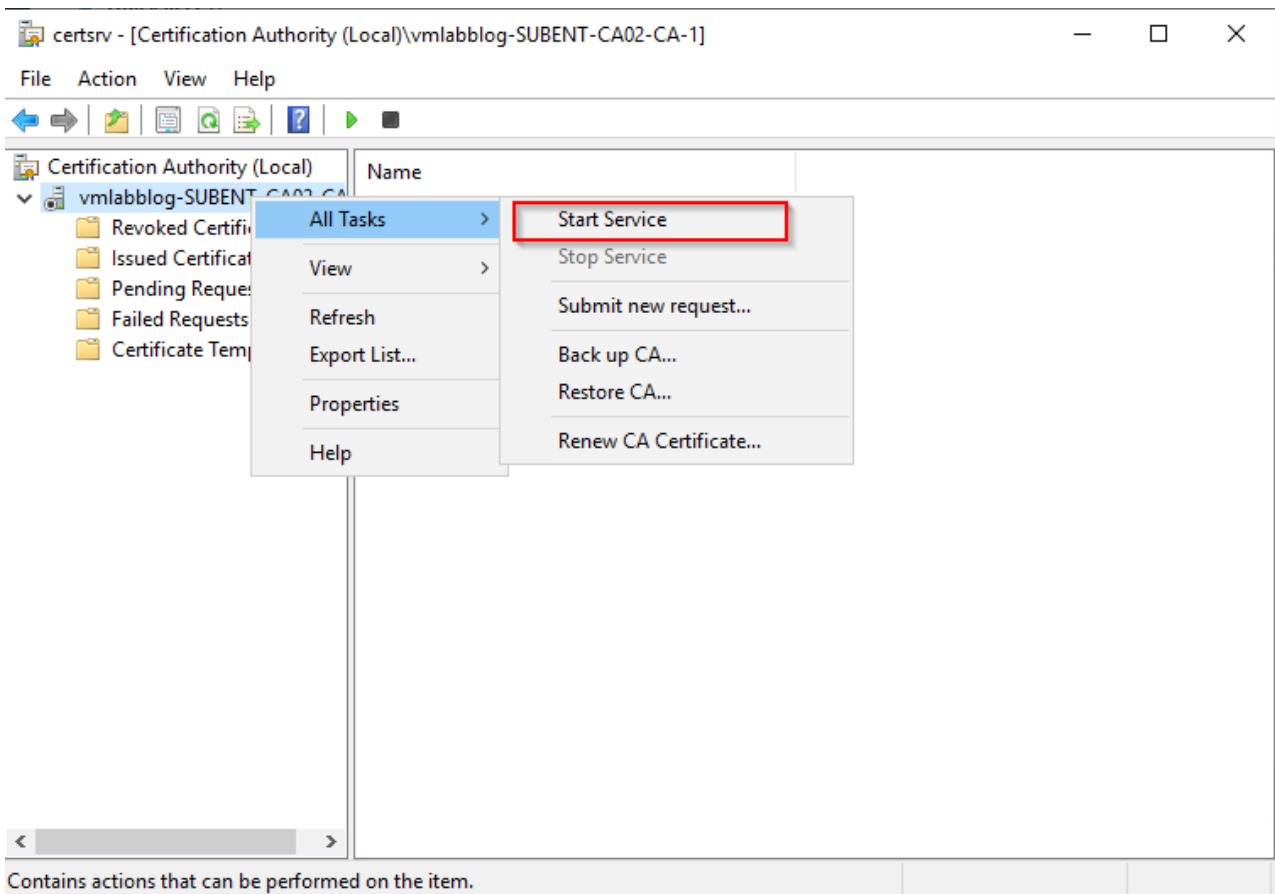 certsrv - [Certification Authority (Local)\vmlabblog-SUBENT-CA02-CA-1]
File Action View Help
Certification Authority (Local)
Name
vmlabblog-SUBENT-CA02-CA
Revoked Certifi
Issued Certificat
Pending Reque
Failed Requests
Certificate Temp
All Tasks
View
Refresh
Export List...
Properties
Help
Start Service
Stop Service
Submit new request...
Back up CA...
Restore CA...
Renew CA Certificate...
Contains actions that can be performed on the item.